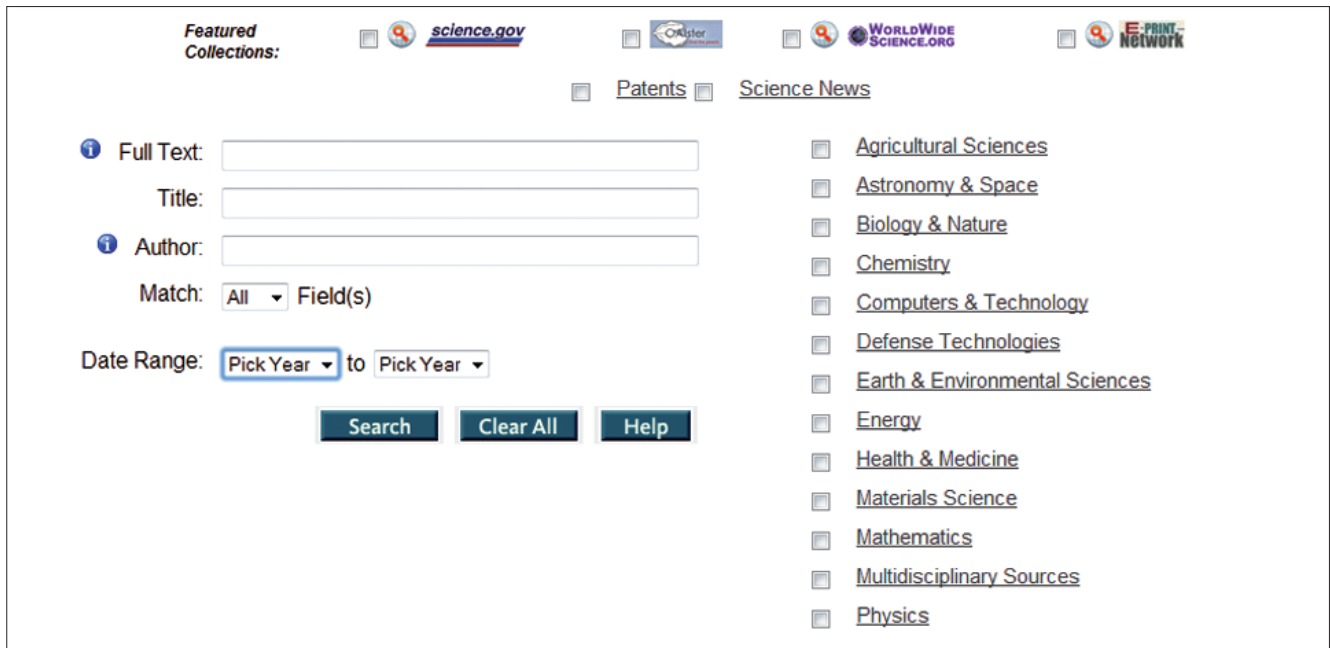 Featured Collections:
science.gov
OAIster
WORLDWIDE SCIENCE.ORG
E-PRINT Network
Patents Science News
Full Text:
Title:
Author:
Match: All Field(s)
Date Range: Pick Year to Pick Year
Search Clear All Help
Agricultural Sciences
Astronomy & Space
Biology & Nature
Chemistry
Computers & Technology
Defense Technologies
Earth & Environmental Sciences
Energy
Health & Medicine
Materials Science
Mathematics
Multidisciplinary Sources
Physics